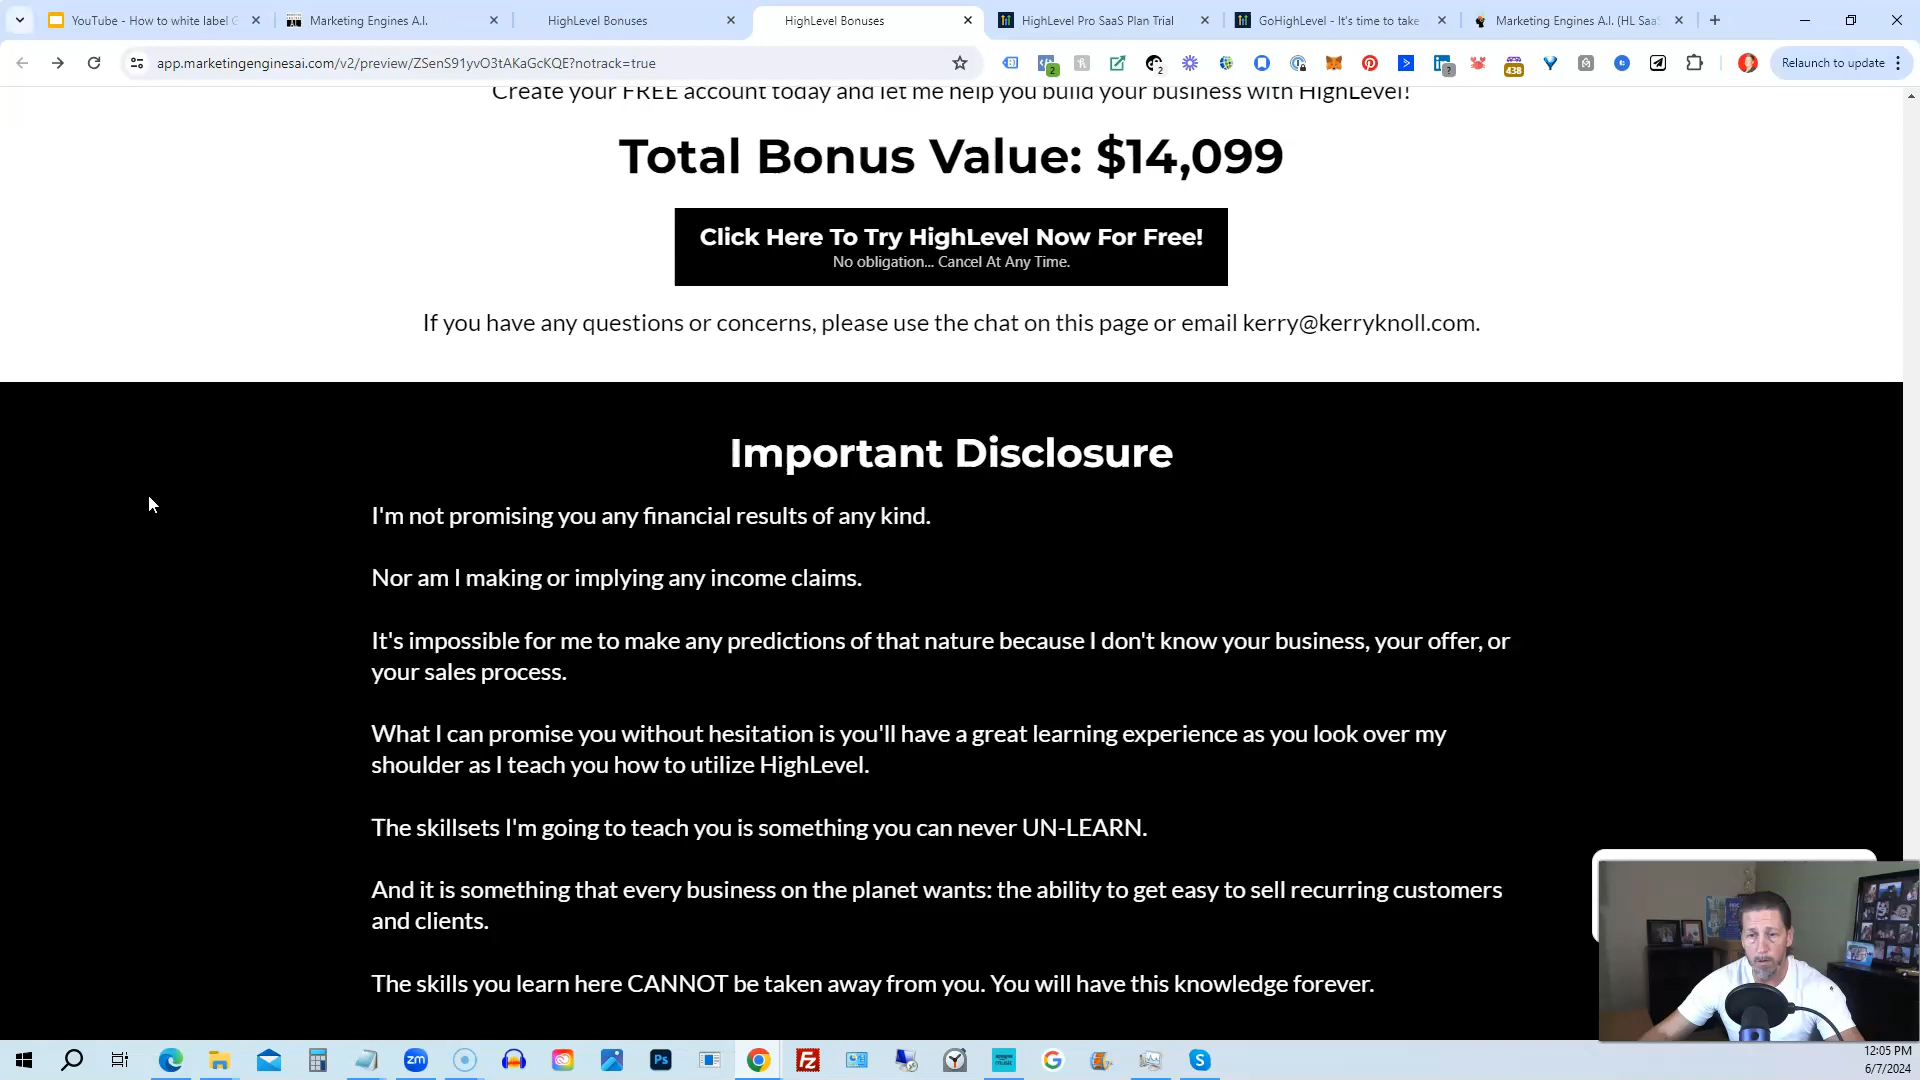 YouTube - How to white label G
Marketing Engines A.I.
HighLevel Bonuses
HighLevel Bonuses
HighLevel Pro SaaS Plan Trial
GoHighLevel - It's time to take
Marketing Engines A.I. (HL Saa
app.marketingenginesai.com/v2/preview/ZSenS91yvO3tAKaGcKQE?notrack=true
Relaunch to update
Create your FREE account today and let me help you build your business with HighLevel!
Total Bonus Value: $14,099
Click Here To Try HighLevel Now For Free!
No obligation... Cancel At Any Time.
If you have any questions or concerns, please use the chat on this page or email kerry@kerryknoll.com.
Important Disclosure
I'm not promising you any financial results of any kind.
Nor am I making or implying any income claims.
It's impossible for me to make any predictions of that nature because I don't know your business, your offer, or
your sales process.
What I can promise you without hesitation is you'll have a great learning experience as you look over my
shoulder as I teach you how to utilize HighLevel.
The skillsets I'm going to teach you is something you can never UN-LEARN.
And it is something that every business on the planet wants: the ability to get easy to sell recurring customers
and clients.
The skills you learn here CANNOT be taken away from you. You will have this knowledge forever.
12:05 PM
6/7/2024